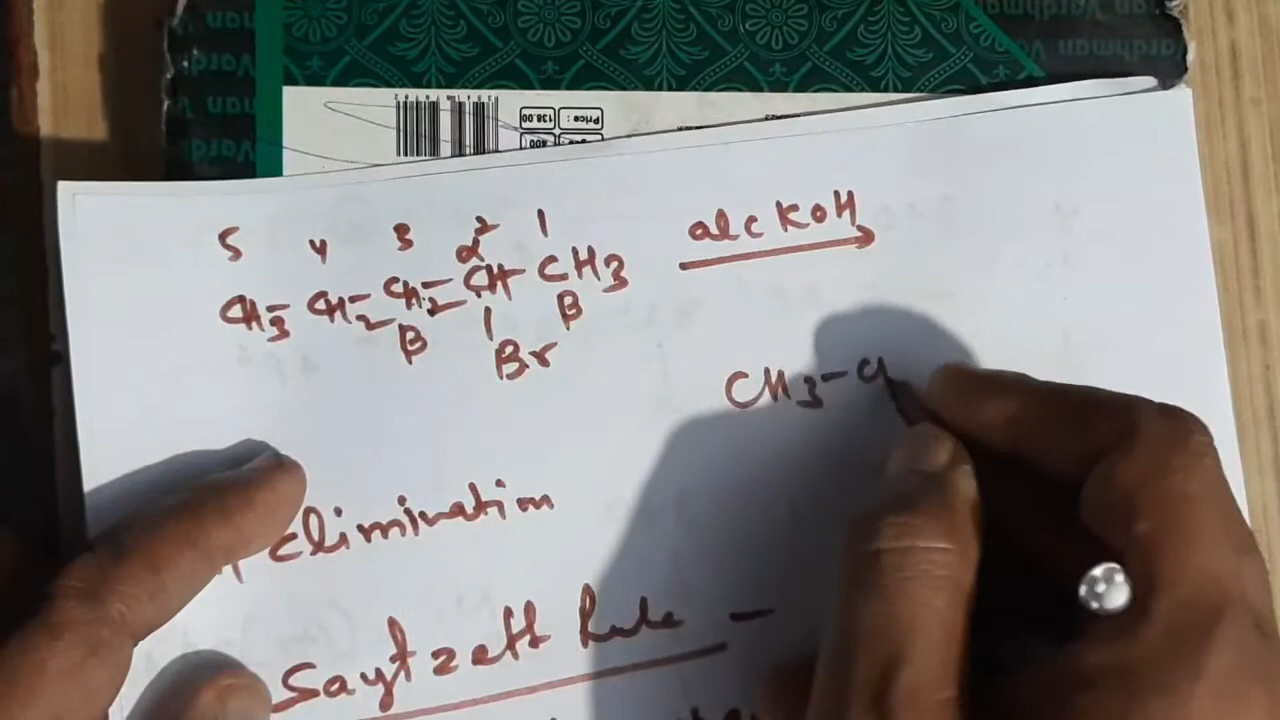 Vardhman
Price : 138.00
5 4 3 2 1
α
CH3-CH2-CH2-CH-CH3
β Br β
alc KOH
CH3-C
elimination
Saytzeff Rule -